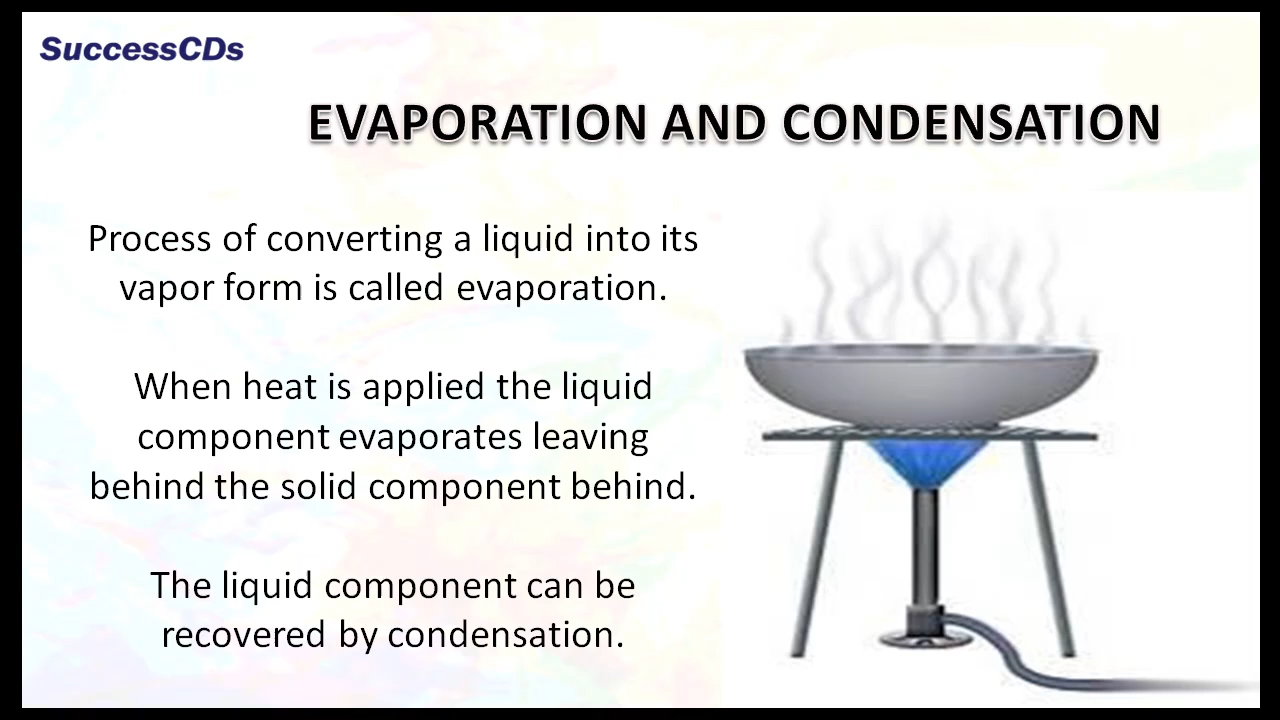 SuccessCDs
EVAPORATION AND CONDENSATION
Process of converting a liquid into its
vapor form is called evaporation.
When heat is applied the liquid
component evaporates leaving
behind the solid component behind.
The liquid component can be
recovered by condensation.